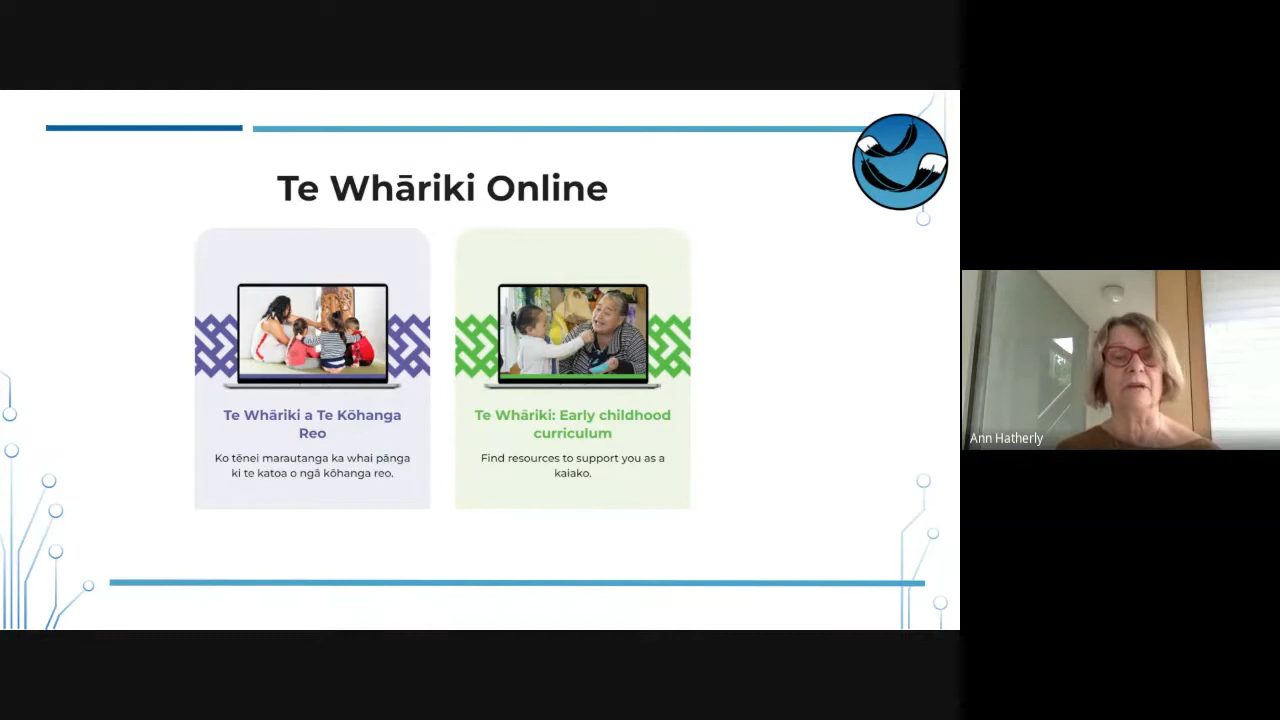 Te Whāriki Online
Te Whāriki a Te Kōhanga
Reo
Ko tēnei marautanga ka whai pānga
ki te katoa o ngā kōhanga reo.
Te Whāriki: Early childhood
curriculum
Find resources to support you as a
kaiako.
Ann Hatherly